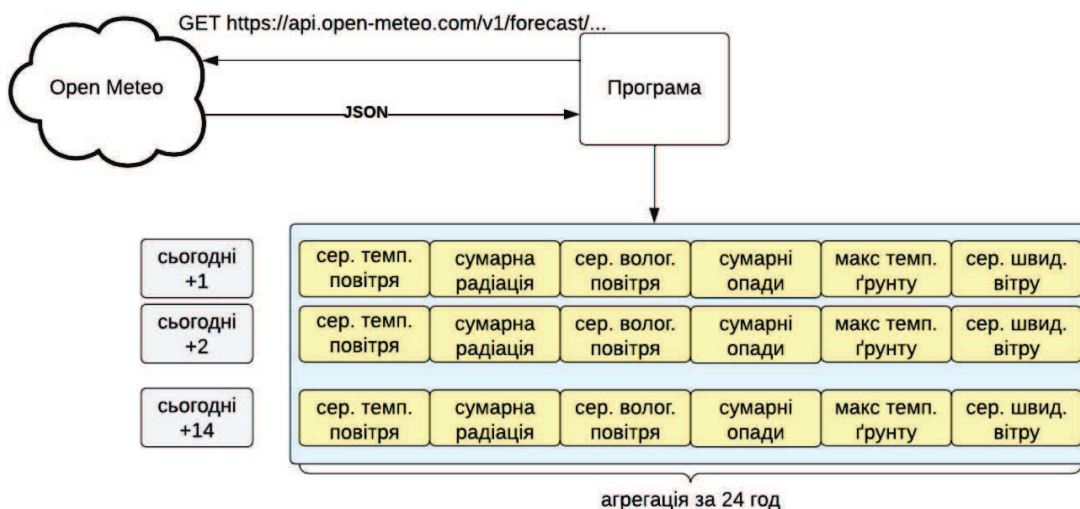 GET https://api.open-meteo.com/v1/forecast/...
Open Meteo
Програма
JSON
сьогодні
+1
сер. темп.
повітря
сумарна
радіація
сер. волог.
повітря
сумарні
опади
макс темп.
ґрунту
сер. швид.
вітру
сьогодні
+2
сер. темп.
повітря
сумарна
радіація
сер. волог.
повітря
сумарні
опади
макс темп.
ґрунту
сер. швид.
вітру
сьогодні
+14
сер. темп.
повітря
сумарна
радіація
сер. волог.
повітря
сумарні
опади
макс темп.
ґрунту
сер. швид.
вітру
агрегація за 24 год